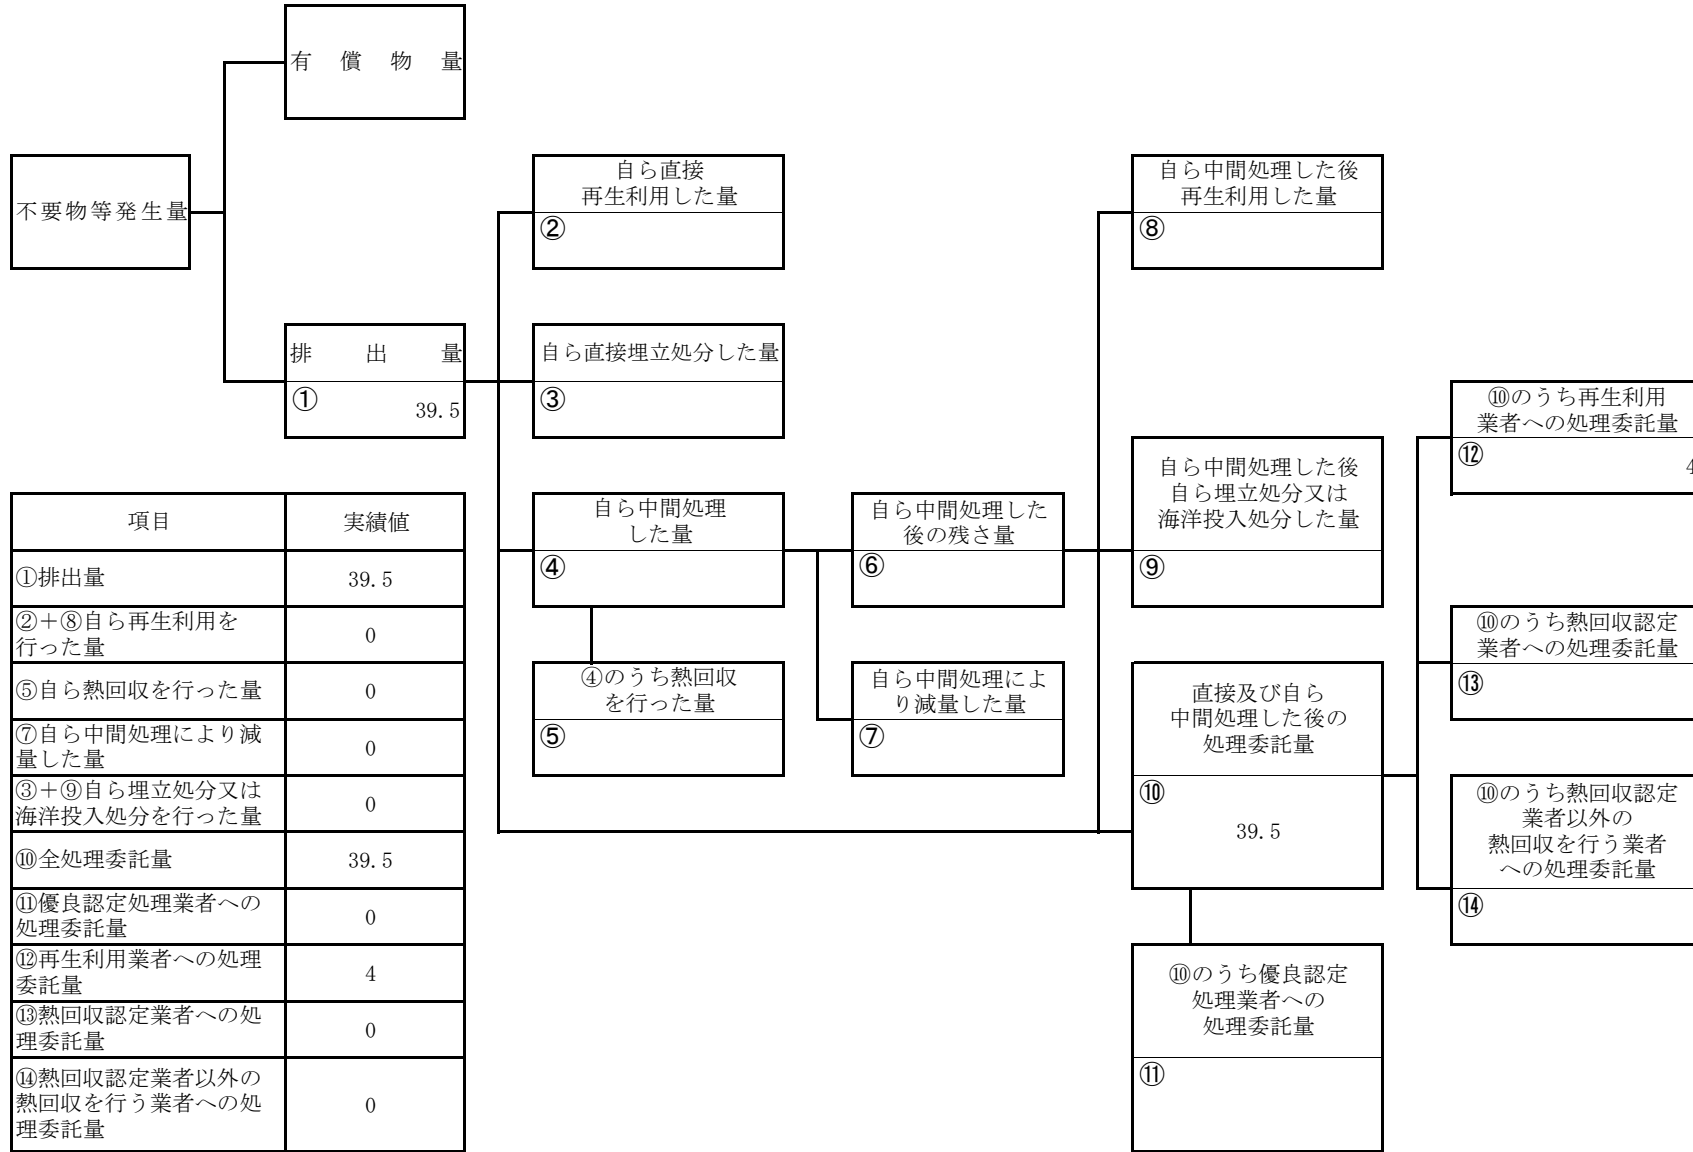 有償物量
不要物等発生量
自ら直接
再生利用した量
②
自ら中間処理した後
再生利用した量
⑧
排出量
①
39.5
自ら直接埋立処分した量
③
⑩のうち再生利用
業者への処理委託量
⑫
4
自ら中間処理した後
自ら埋立処分又は
海洋投入処分した量
⑨
自ら中間処理
した量
④
自ら中間処理した
後の残さ量
⑥
⑩のうち熱回収認定
業者への処理委託量
⑬
④のうち熱回収
を行った量
⑤
自ら中間処理によ
り減量した量
⑦
直接及び自ら
中間処理した後の
処理委託量
⑩
39.5
⑩のうち熱回収認定
業者以外の
熱回収を行う業者
への処理委託量
⑭
⑩のうち優良認定
処理業者への
処理委託量
⑪
項目 実績値
①排出量 39.5
②＋⑧自ら再生利用を
行った量 0
⑤自ら熱回収を行った量 0
⑦自ら中間処理により減
量した量 0
③＋⑨自ら埋立処分又は
海洋投入処分を行った量 0
⑩全処理委託量 39.5
⑪優良認定処理業者への
処理委託量 0
⑫再生利用業者への処理
委託量 4
⑬熱回収認定業者への処
理委託量 0
⑭熱回収認定業者以外の
熱回収を行う業者への処
理委託量 0